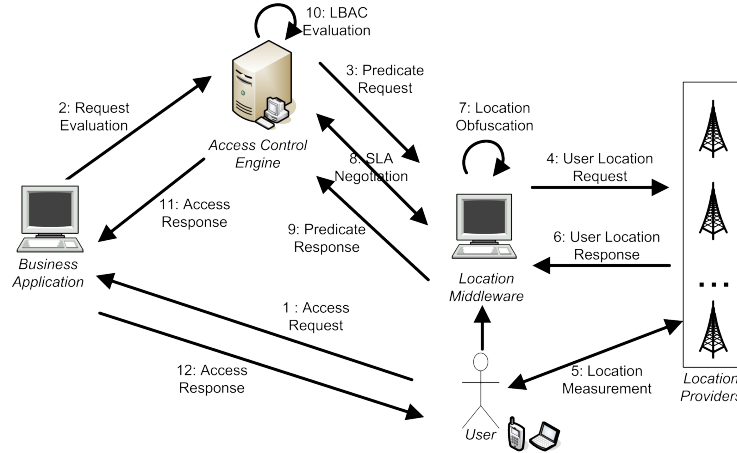 10: LBAC
Evaluation
3: Predicate
Request
2: Request
Evaluation
7: Location
Obfuscation
Access Control
Engine
8: SLA
Negotiation
4: User Location
Request
11: Access
Response
9: Predicate
Response
6: User Location
Response
Business
Application
Location
Middleware
...
1 : Access
Request
12: Access
Response
5: Location
Measurement
Location
Providers
User